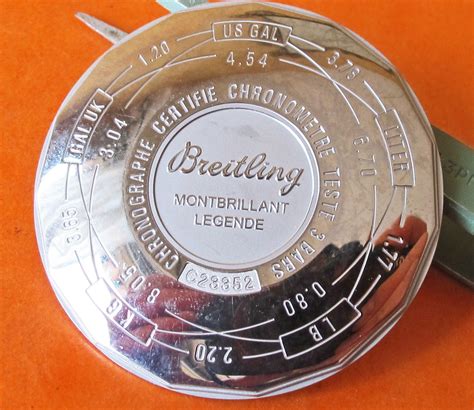 US GAL
3.78
LITER
1.77
LB
2.20
KG
GAL UK
1.20
4.54
6.70
0.80
8.05
3.04
CHRONOGRAPHE CERTIFIE CHRONOMETRE TESTE 3 BARS
C23352
Breitling
MONTBRILLANT
LEGENDE